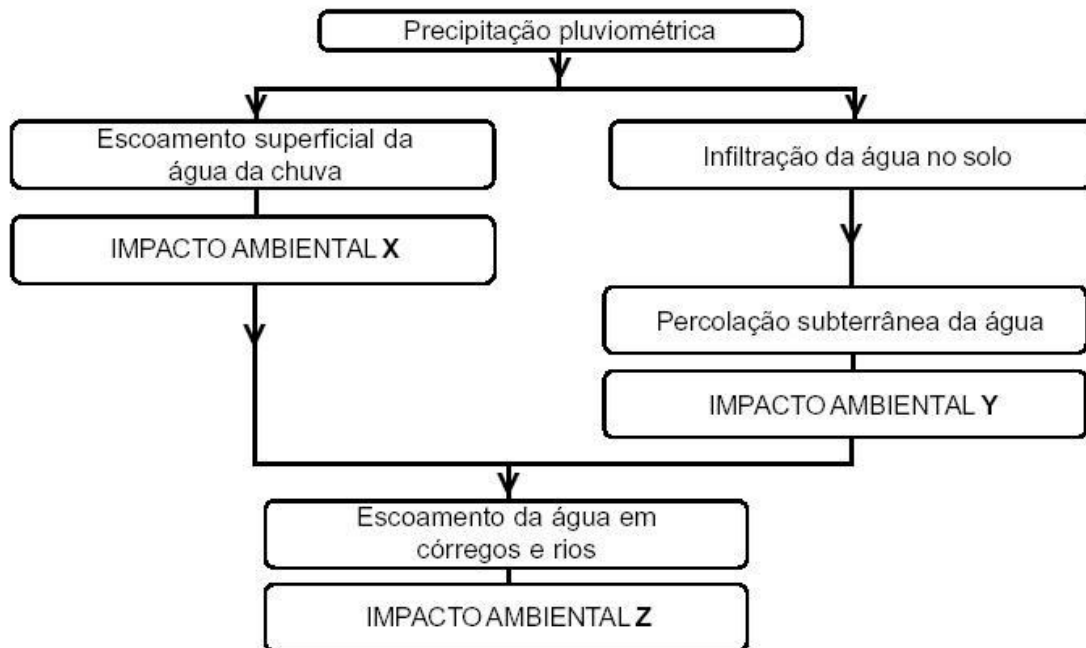 Precipitação pluviométrica
Escoamento superficial da
água da chuva
Infiltração da água no solo
IMPACTO AMBIENTAL X
Percolação subterrânea da água
IMPACTO AMBIENTAL Y
Escoamento da água em
córregos e rios
IMPACTO AMBIENTAL Z